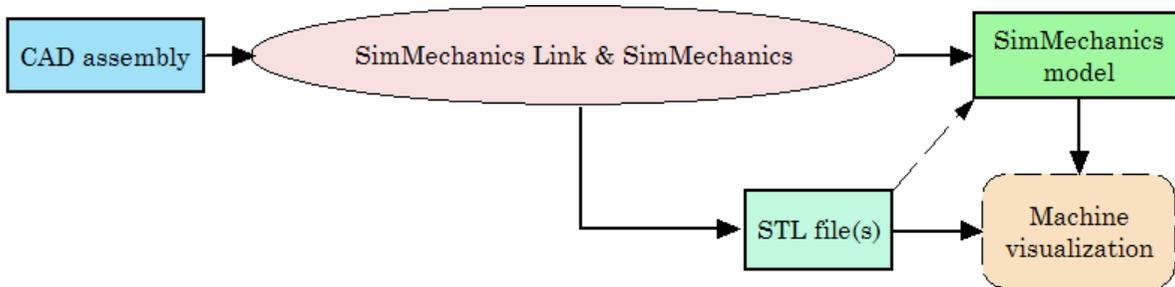 CAD assembly
SimMechanics Link & SimMechanics
SimMechanics
model
STL file(s)
Machine
visualization